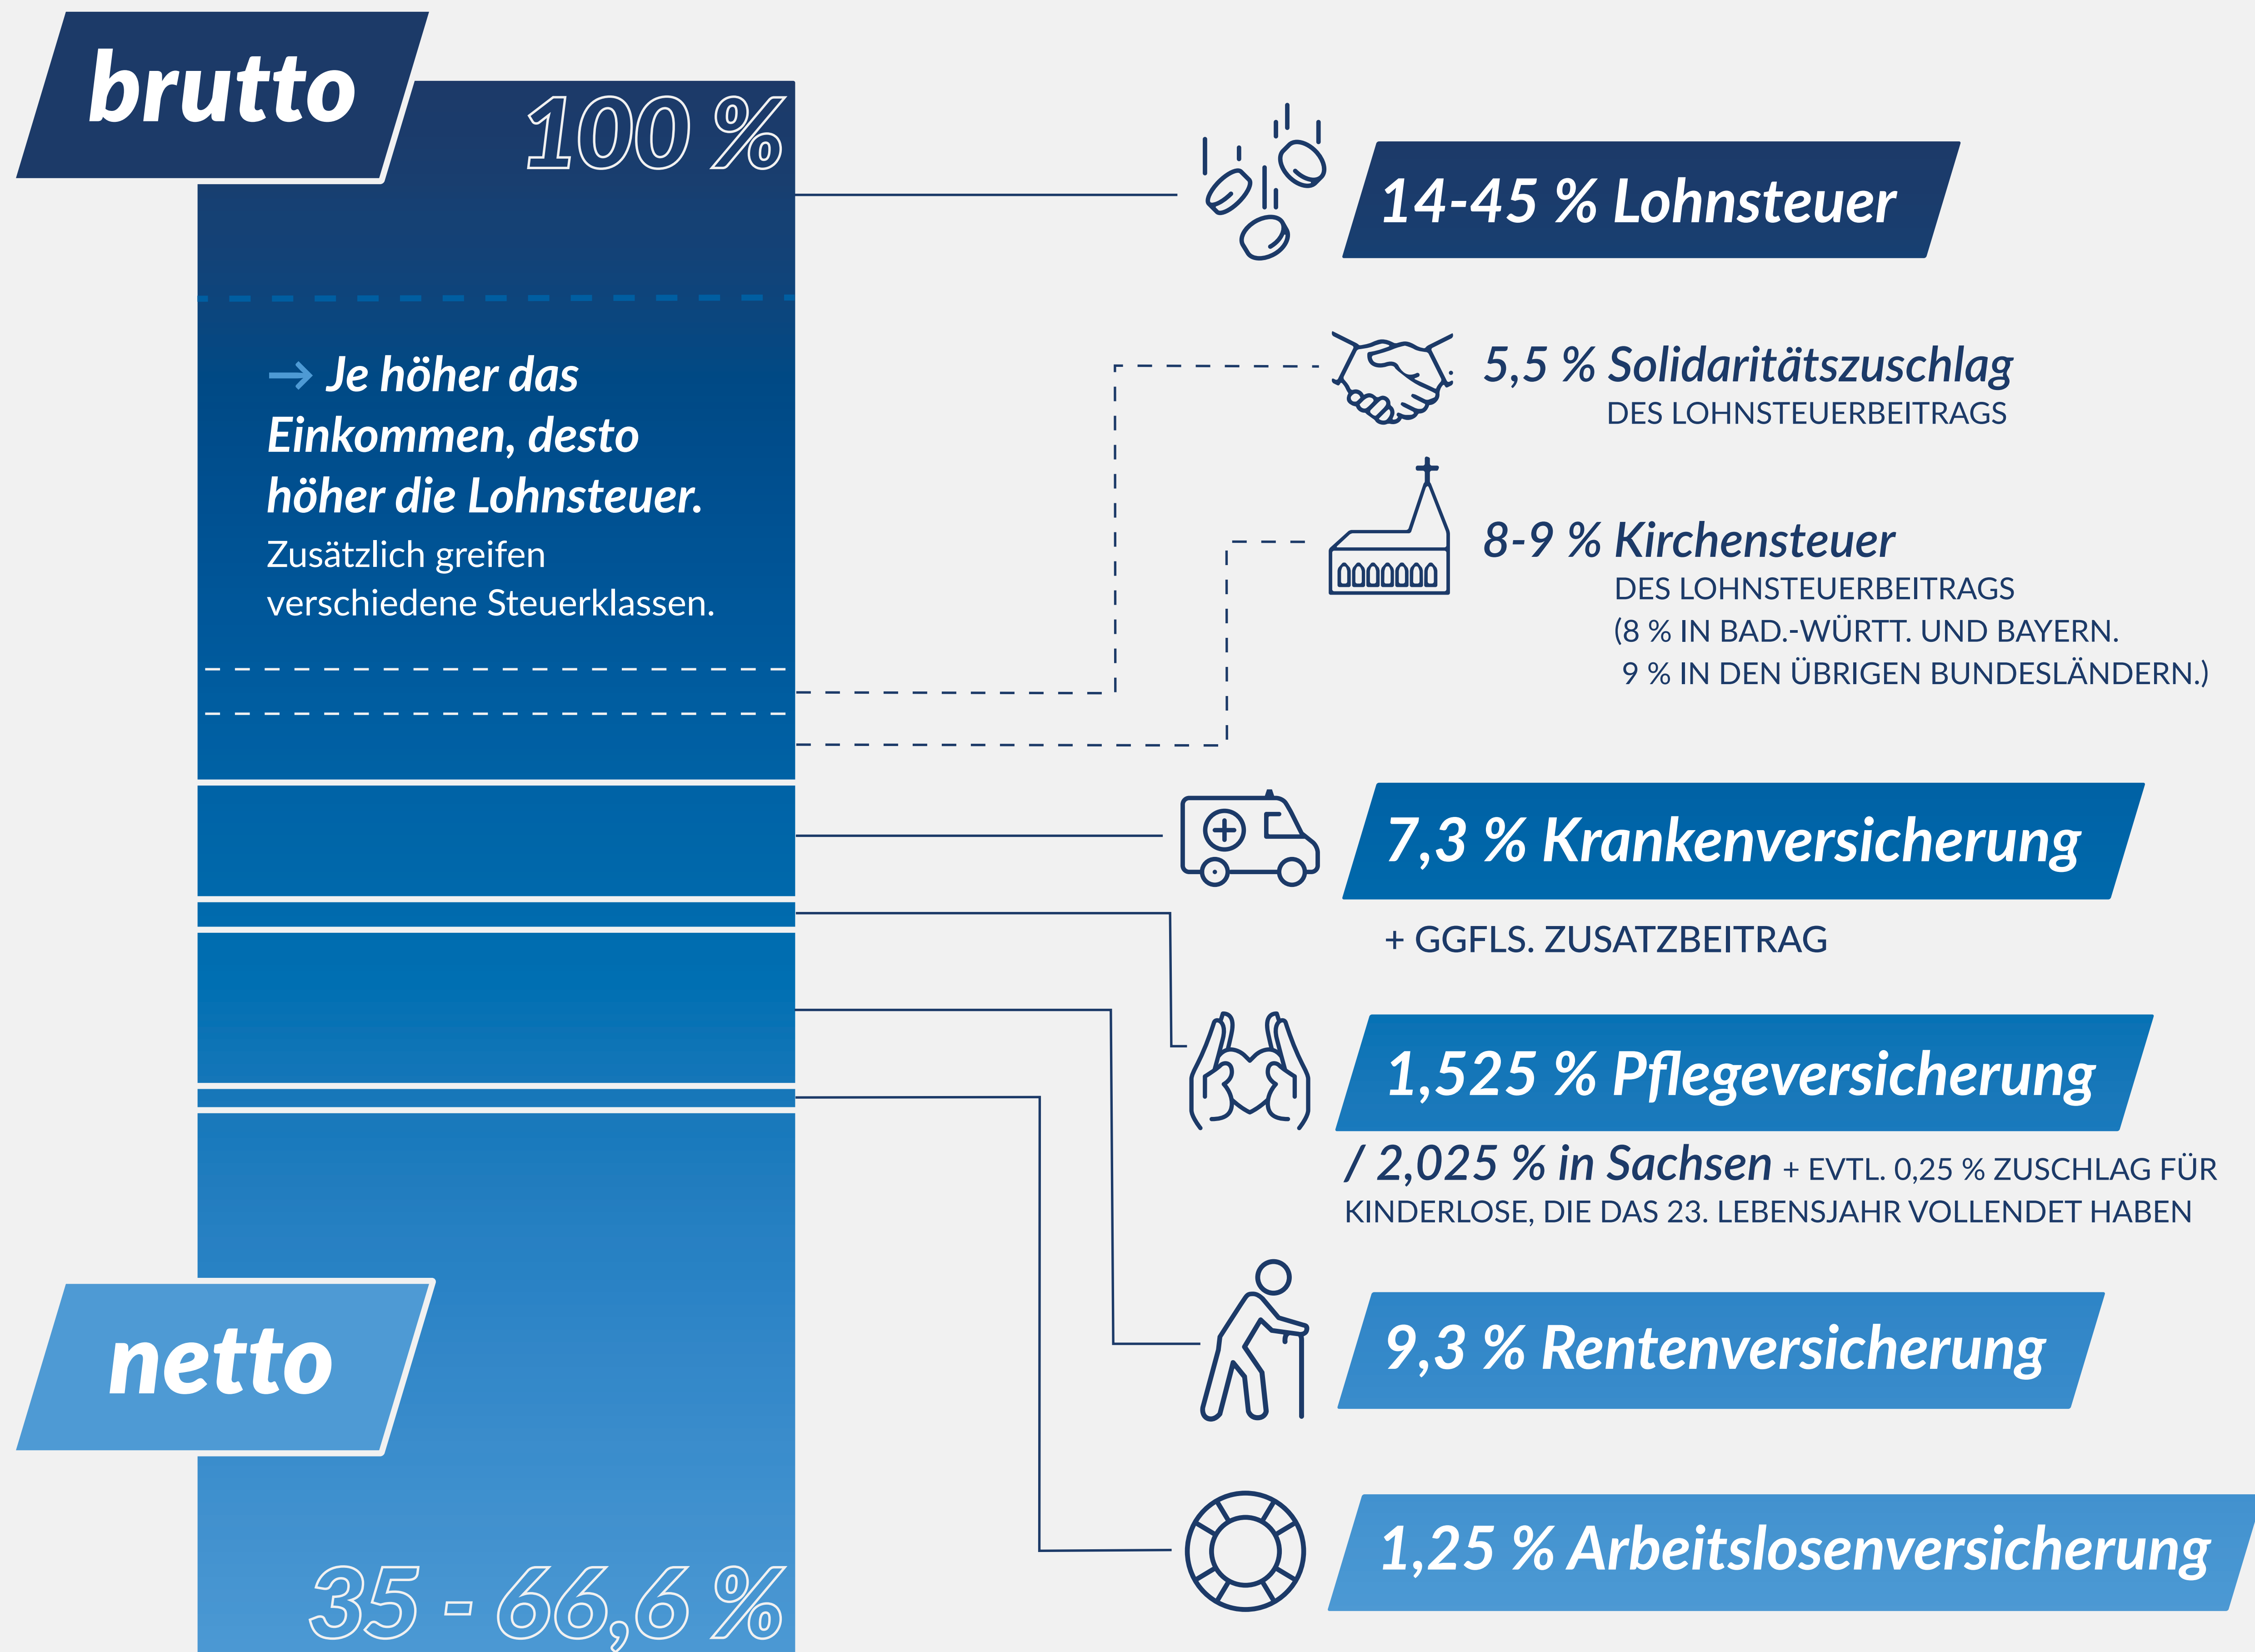 brutto
100 %
→ Je höher das
Einkommen, desto
höher die Lohnsteuer.
Zusätzlich greifen
verschiedene Steuerklassen.
netto
35 - 66,6 %
14-45 % Lohnsteuer
5,5 % Solidaritätszuschlag
DES LOHNSTEUERBEITRAGS
8-9 % Kirchensteuer
DES LOHNSTEUERBEITRAGS
(8 % IN BAD.-WÜRTT. UND BAYERN.
9 % IN DEN ÜBRIGEN BUNDESLÄNDERN.)
7,3 % Krankenversicherung
+ GGFLS. ZUSATZBEITRAG
1,525 % Pflegeversicherung
/ 2,025 % in Sachsen + EVTL. 0,25 % ZUSCHLAG FÜR
KINDERLOSE, DIE DAS 23. LEBENSJAHR VOLLENDET HABEN
9,3 % Rentenversicherung
1,25 % Arbeitslosenversicherung